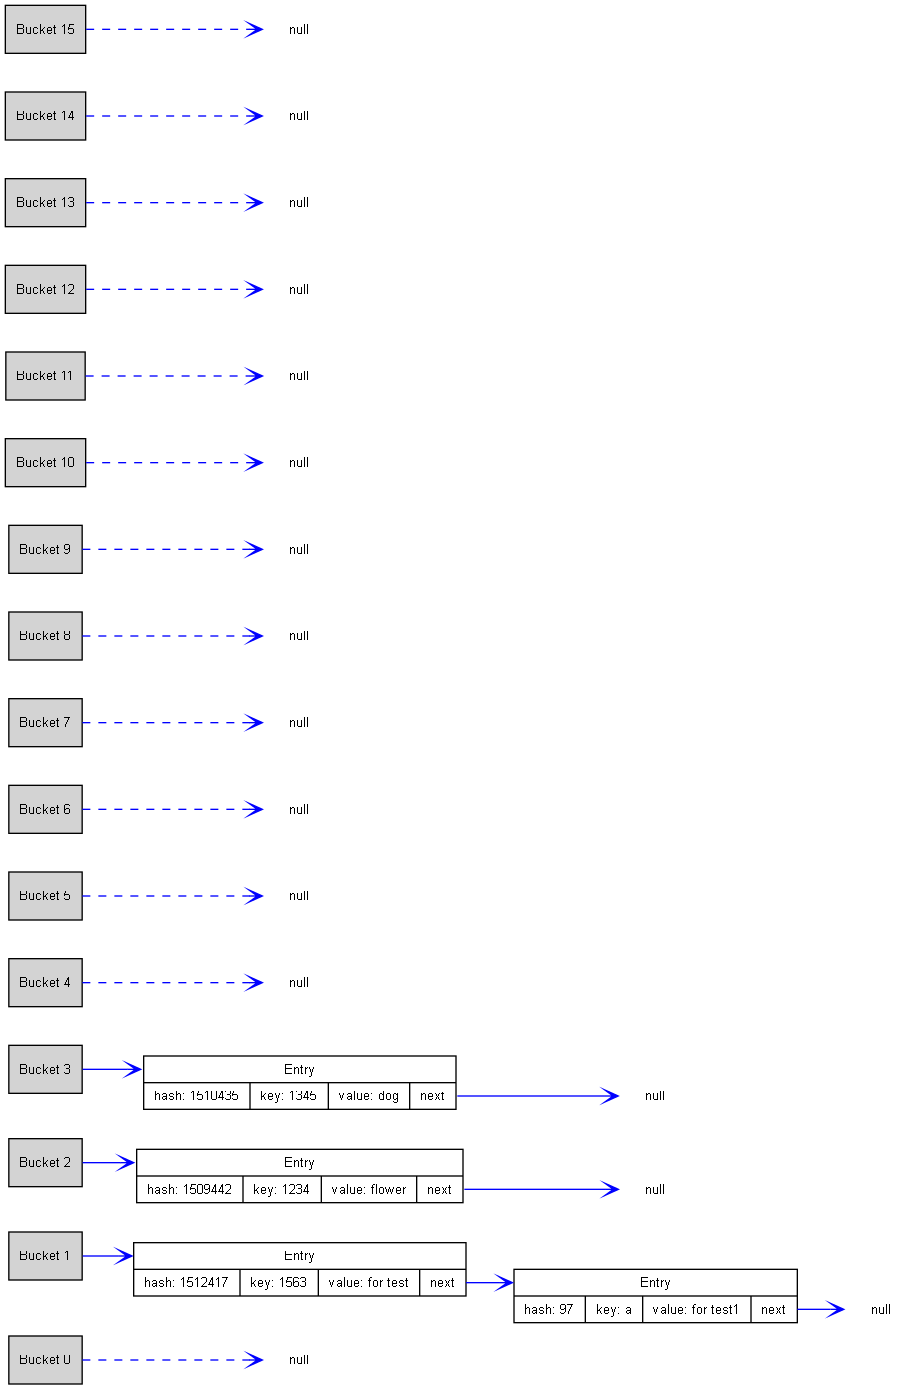 Bucket 15 null
Bucket 14 null
Bucket 13 null
Bucket 12 null
Bucket 11 null
Bucket 10 null
Bucket 9 null
Bucket 8 null
Bucket 7 null
Bucket 6 null
Bucket 5 null
Bucket 4 null
Bucket 3 Entry
hash: 1510435 key: 1345 value: dog next null
Bucket 2 Entry
hash: 1509442 key: 1234 value: flower next null
Bucket 1 Entry
hash: 1512417 key: 1563 value: for test next Entry
hash: 97 key: a value: for test1 next null
Bucket 0 null